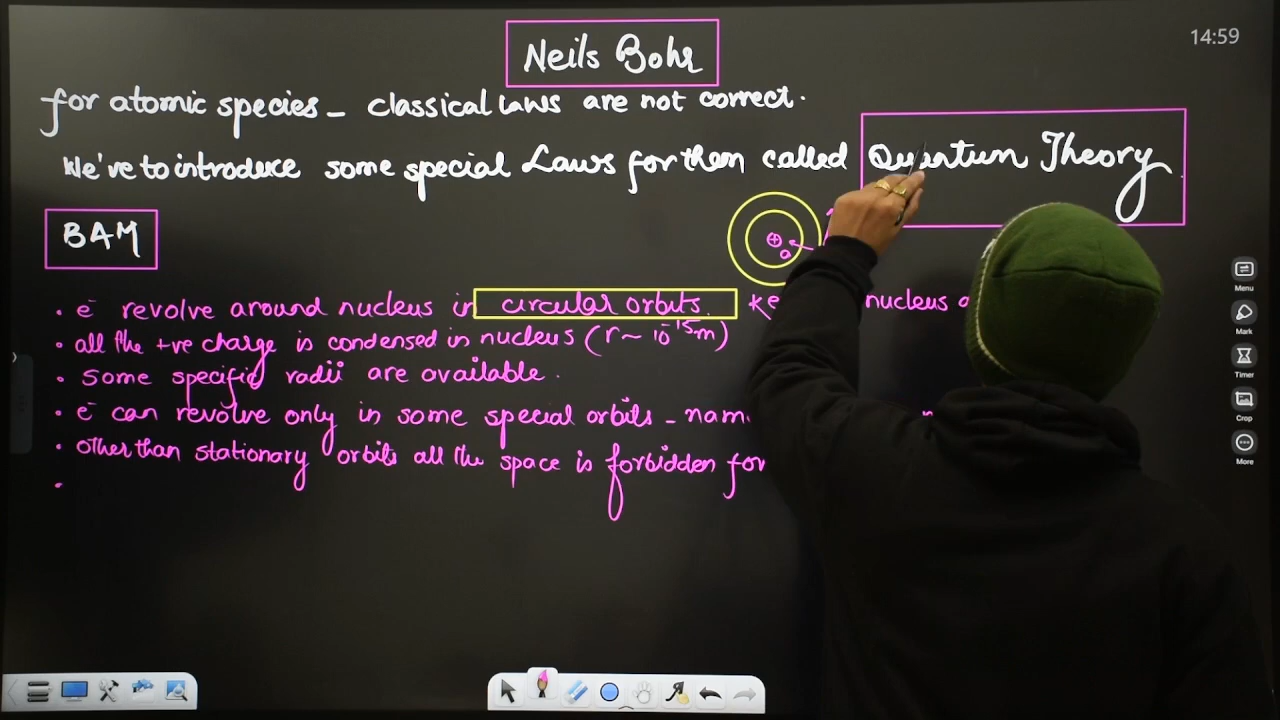 Neils Bohr
14:59
for atomic species - classical laws are not correct.
We've to introduce some special Laws for them called Quantum Theory
BAM
• e⁻ revolve around nucleus in circular orbits. nucleus
• all the +ve charge is condensed in nucleus (r ~ 10⁻¹⁵m)
• Some specific radii are available.
• e⁻ can revolve only in some special orbits -
• other than stationary orbits all the space is forbidden for
•
Menu
Mark
Timer
Crop
More